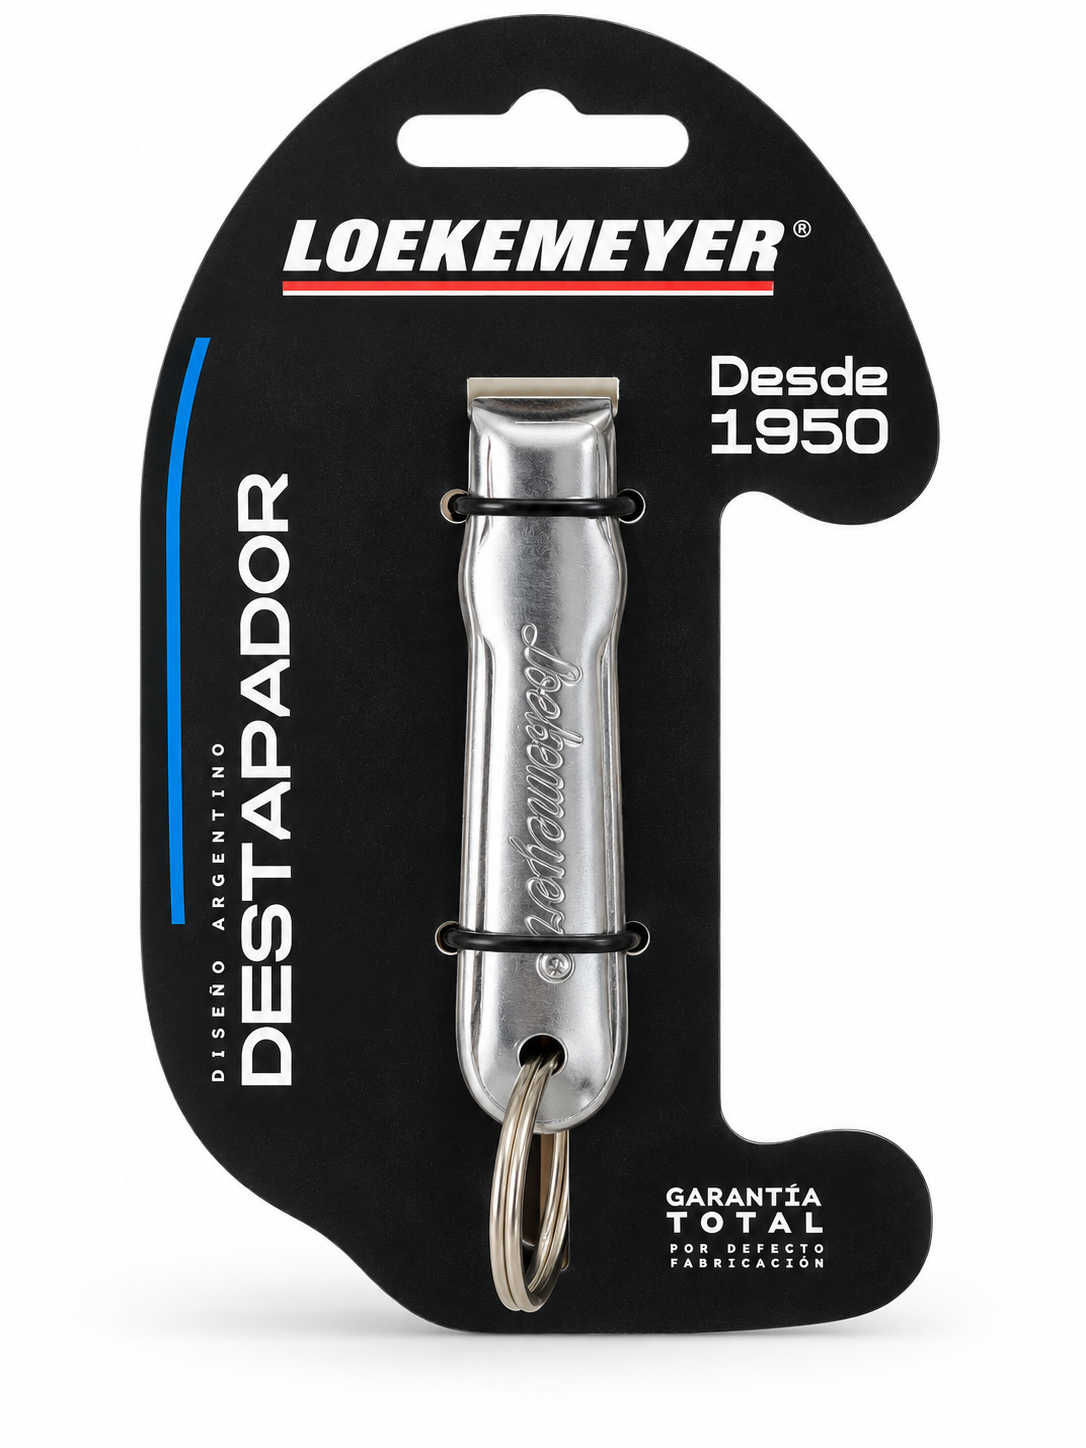 LOEKEMEYER®
Desde
1950
DISEÑO ARGENTINO
DESTAPADOR
Loekemeyer
GARANTÍA
TOTAL
POR DEFECTO
FABRICACIÓN